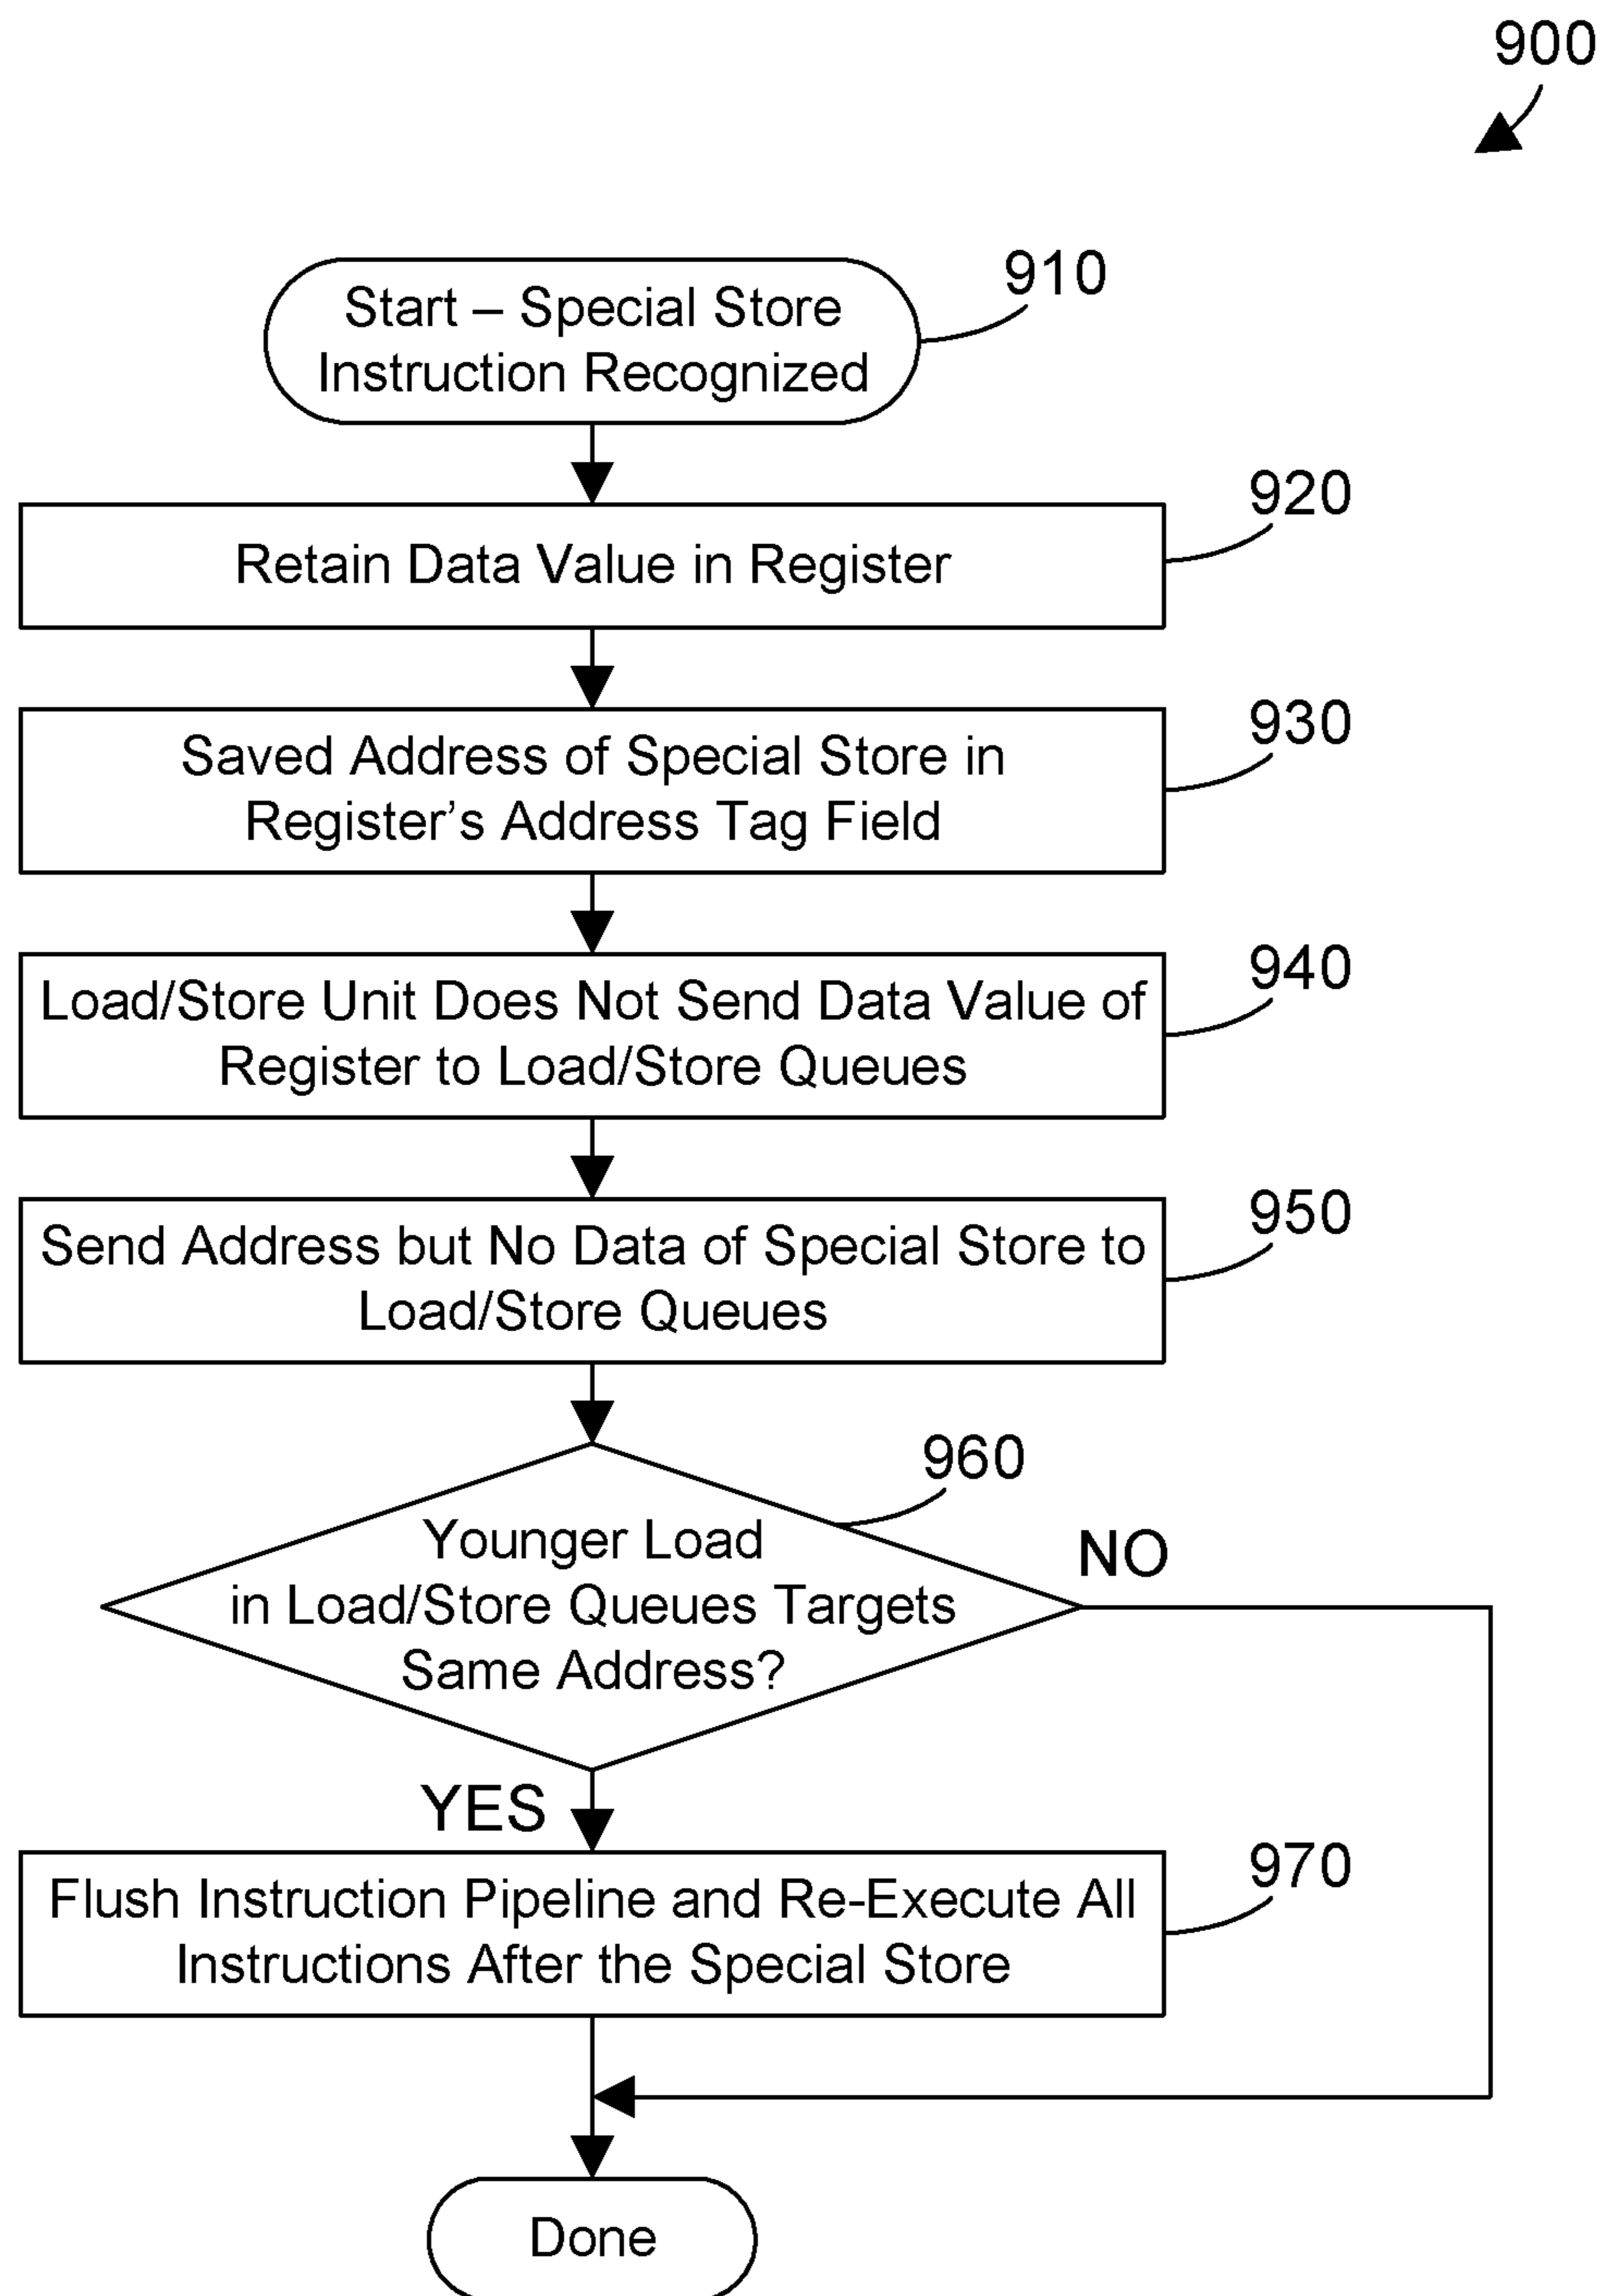 900
910
Start – Special Store
Instruction Recognized
920
Retain Data Value in Register
930
Saved Address of Special Store in
Register’s Address Tag Field
940
Load/Store Unit Does Not Send Data Value of
Register to Load/Store Queues
950
Send Address but No Data of Special Store to
Load/Store Queues
960
Younger Load
in Load/Store Queues Targets
Same Address?
NO
YES
970
Flush Instruction Pipeline and Re-Execute All
Instructions After the Special Store
Done